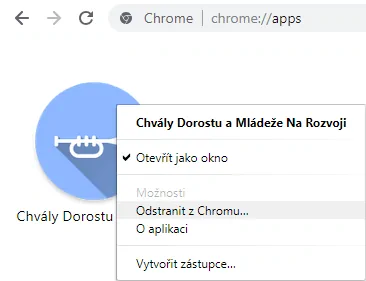 Chrome | chrome://apps
Chvály Dorostu a Mládeže Na Rozvoji
Otevřít jako okno
Možnosti
Odstranit z Chromu...
Chvály Dorostu
O aplikaci
Vytvořit zástupce...